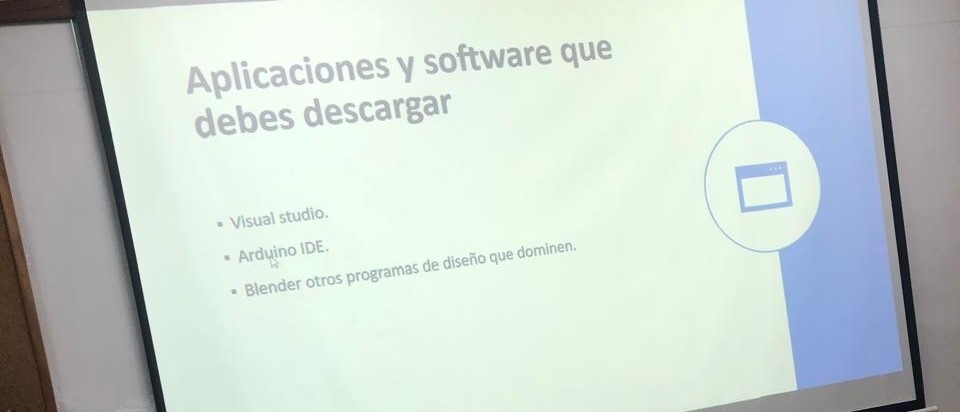 Aplicaciones y software que
debes descargar
▪ Visual studio.
▪ Arduino IDE.
▪ Blender otros programas de diseño que dominen.